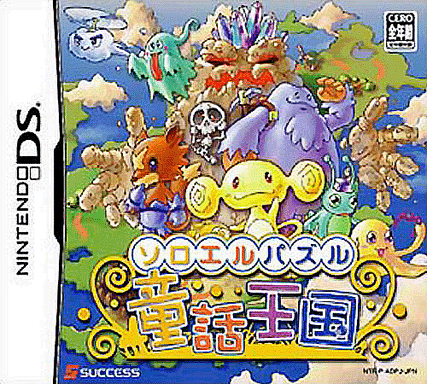 CERO
全年齢
NINTENDO DS
ソロエルパズル
童話王国
SUCCESS
NTR-P-ADPJ-JPN